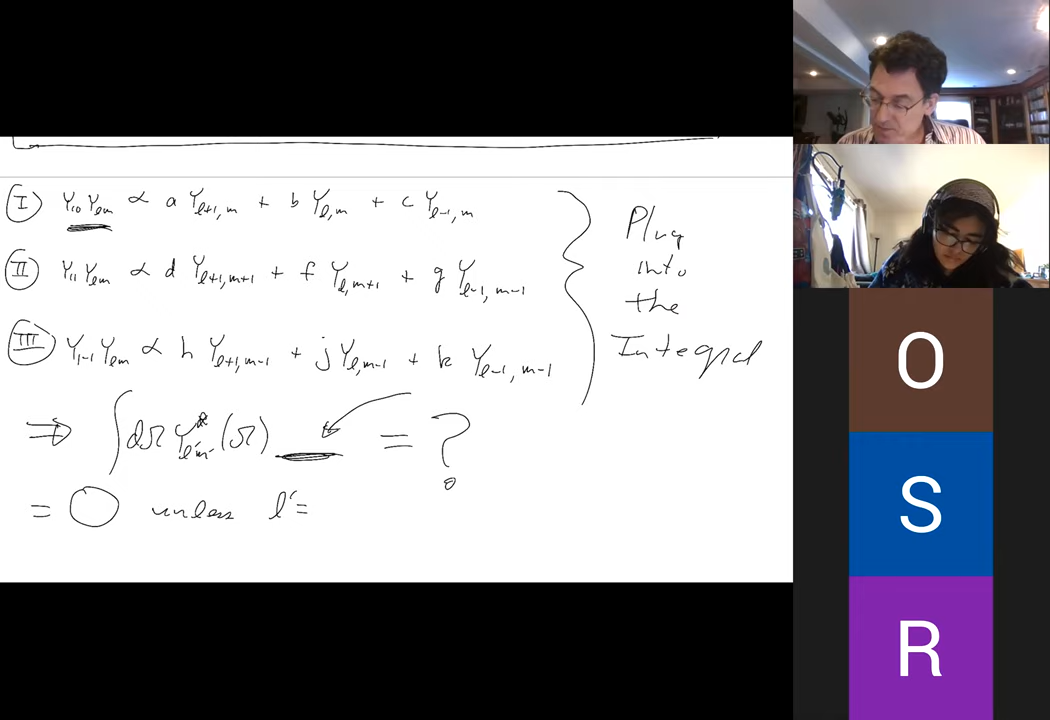 (I) Y₁₀ Yₗₘ ∝ a Yₗ₊₁,ₘ + b Yₗ,ₘ + c Yₗ₋₁,ₘ
(II) Y₁₁ Yₗₘ ∝ d Yₗ₊₁,ₘ₊₁ + f Yₗ,ₘ₊₁ + g Yₗ₋₁,ₘ₋₁
(III) Y₁₋₁ Yₗₘ ∝ h Yₗ₊₁,ₘ₋₁ + j Yₗ,ₘ₋₁ + k Yₗ₋₁,ₘ₋₁
Plug
into
the
Integral
⇒ ∫dΩ Y*ₗ'ₘ'(Ω) ___ = ?
= 0 unless l' =
O
S
R